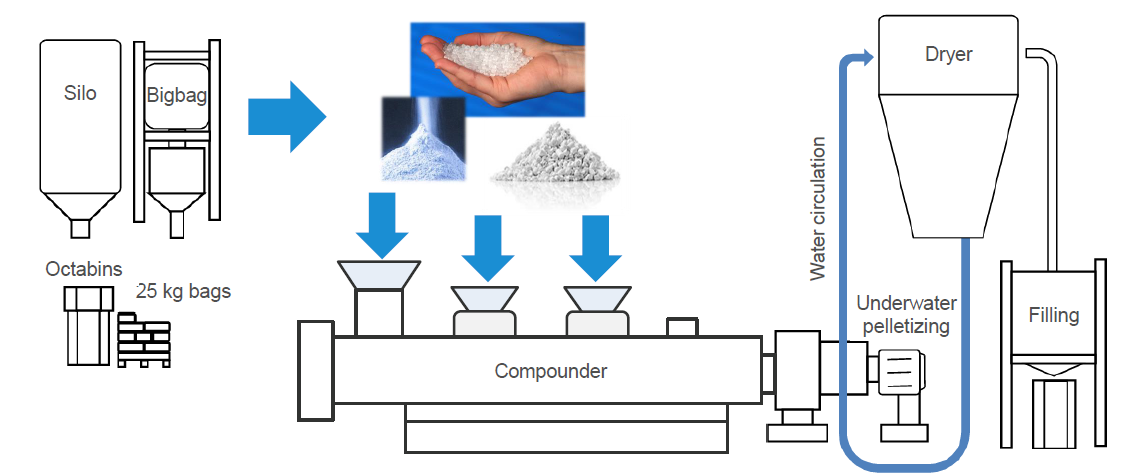 Silo
Bigbag
Octabins
25 kg bags
Compounder
Water circulation
Underwater
pelletizing
Dryer
Filling